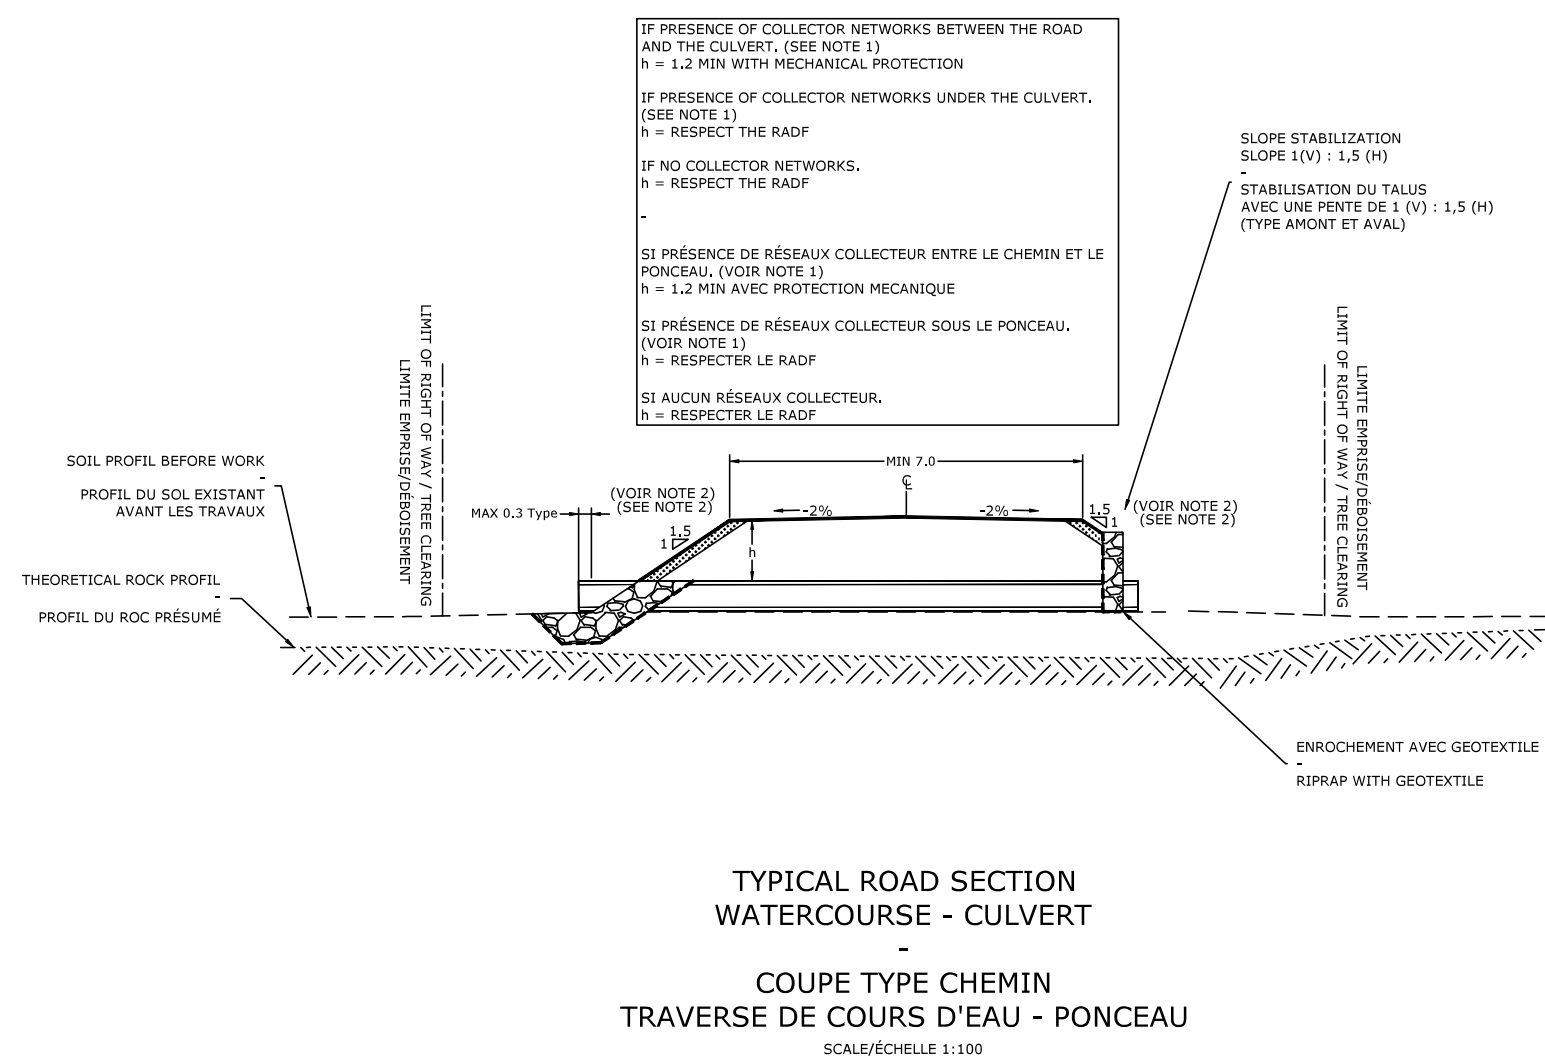 IF PRESENCE OF COLLECTOR NETWORKS BETWEEN THE ROAD
AND THE CULVERT. (SEE NOTE 1)
h = 1.2 MIN WITH MECHANICAL PROTECTION
IF PRESENCE OF COLLECTOR NETWORKS UNDER THE CULVERT.
(SEE NOTE 1)
h = RESPECT THE RADF
IF NO COLLECTOR NETWORKS.
h = RESPECT THE RADF
-
SI PRÉSENCE DE RÉSEAUX COLLECTEUR ENTRE LE CHEMIN ET LE
PONCEAU. (VOIR NOTE 1)
h = 1.2 MIN AVEC PROTECTION MECANIQUE
SI PRÉSENCE DE RÉSEAUX COLLECTEUR SOUS LE PONCEAU.
(VOIR NOTE 1)
h = RESPECTER LE RADF
SI AUCUN RÉSEAUX COLLECTEUR.
h = RESPECTER LE RADF
SLOPE STABILIZATION
SLOPE 1(V) : 1,5 (H)
-
STABILISATION DU TALUS
AVEC UNE PENTE DE 1 (V) : 1,5 (H)
(TYPE AMONT ET AVAL)
LIMIT OF RIGHT OF WAY / TREE CLEARING
LIMITE EMPRISE/DÉBOISEMENT
LIMITE EMPRISE/DÉBOISEMENT
LIMIT OF RIGHT OF WAY / TREE CLEARING
SOIL PROFIL BEFORE WORK
-
PROFIL DU SOL EXISTANT
AVANT LES TRAVAUX
THEORETICAL ROCK PROFIL
-
PROFIL DU ROC PRÉSUMÉ
MIN 7.0
CL
-2%
-2%
MAX 0.3 Type
(VOIR NOTE 2)
(SEE NOTE 2)
1.5
1
h
1.5
1
(VOIR NOTE 2)
(SEE NOTE 2)
ENROCHEMENT AVEC GEOTEXTILE
-
RIPRAP WITH GEOTEXTILE
TYPICAL ROAD SECTION
WATERCOURSE - CULVERT
-
COUPE TYPE CHEMIN
TRAVERSE DE COURS D'EAU - PONCEAU
SCALE/ÉCHELLE 1:100